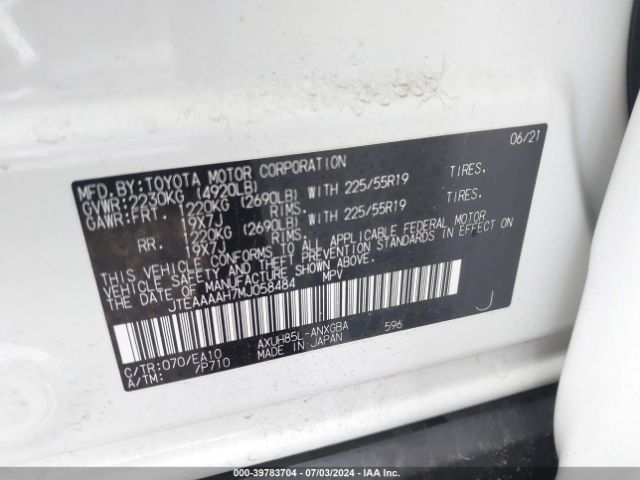 06/21
MFD. BY: TOYOTA MOTOR CORPORATION
GVWR: 2230KG (4920LB)
GAWR: FRT. 1220KG (2690LB) WITH 225/55R19 TIRES.
19X7J RIMS.
RR. 1220KG (2690LB) WITH 225/55R19 TIRES.
19X7J RIMS.
THIS VEHICLE CONFORMS TO ALL APPLICABLE FEDERAL MOTOR
VEHICLE SAFETY AND THEFT PREVENTION STANDARDS IN EFFECT ON
THE DATE OF MANUFACTURE SHOWN ABOVE.
JTEAAAAH7MJ058484 MPV
J
C/TR: 070/EA10 AXUH85L-ANXGBA 596
A/TM: /P710 MADE IN JAPAN
000-39783704 | 07/03/2024 | IAA Inc.